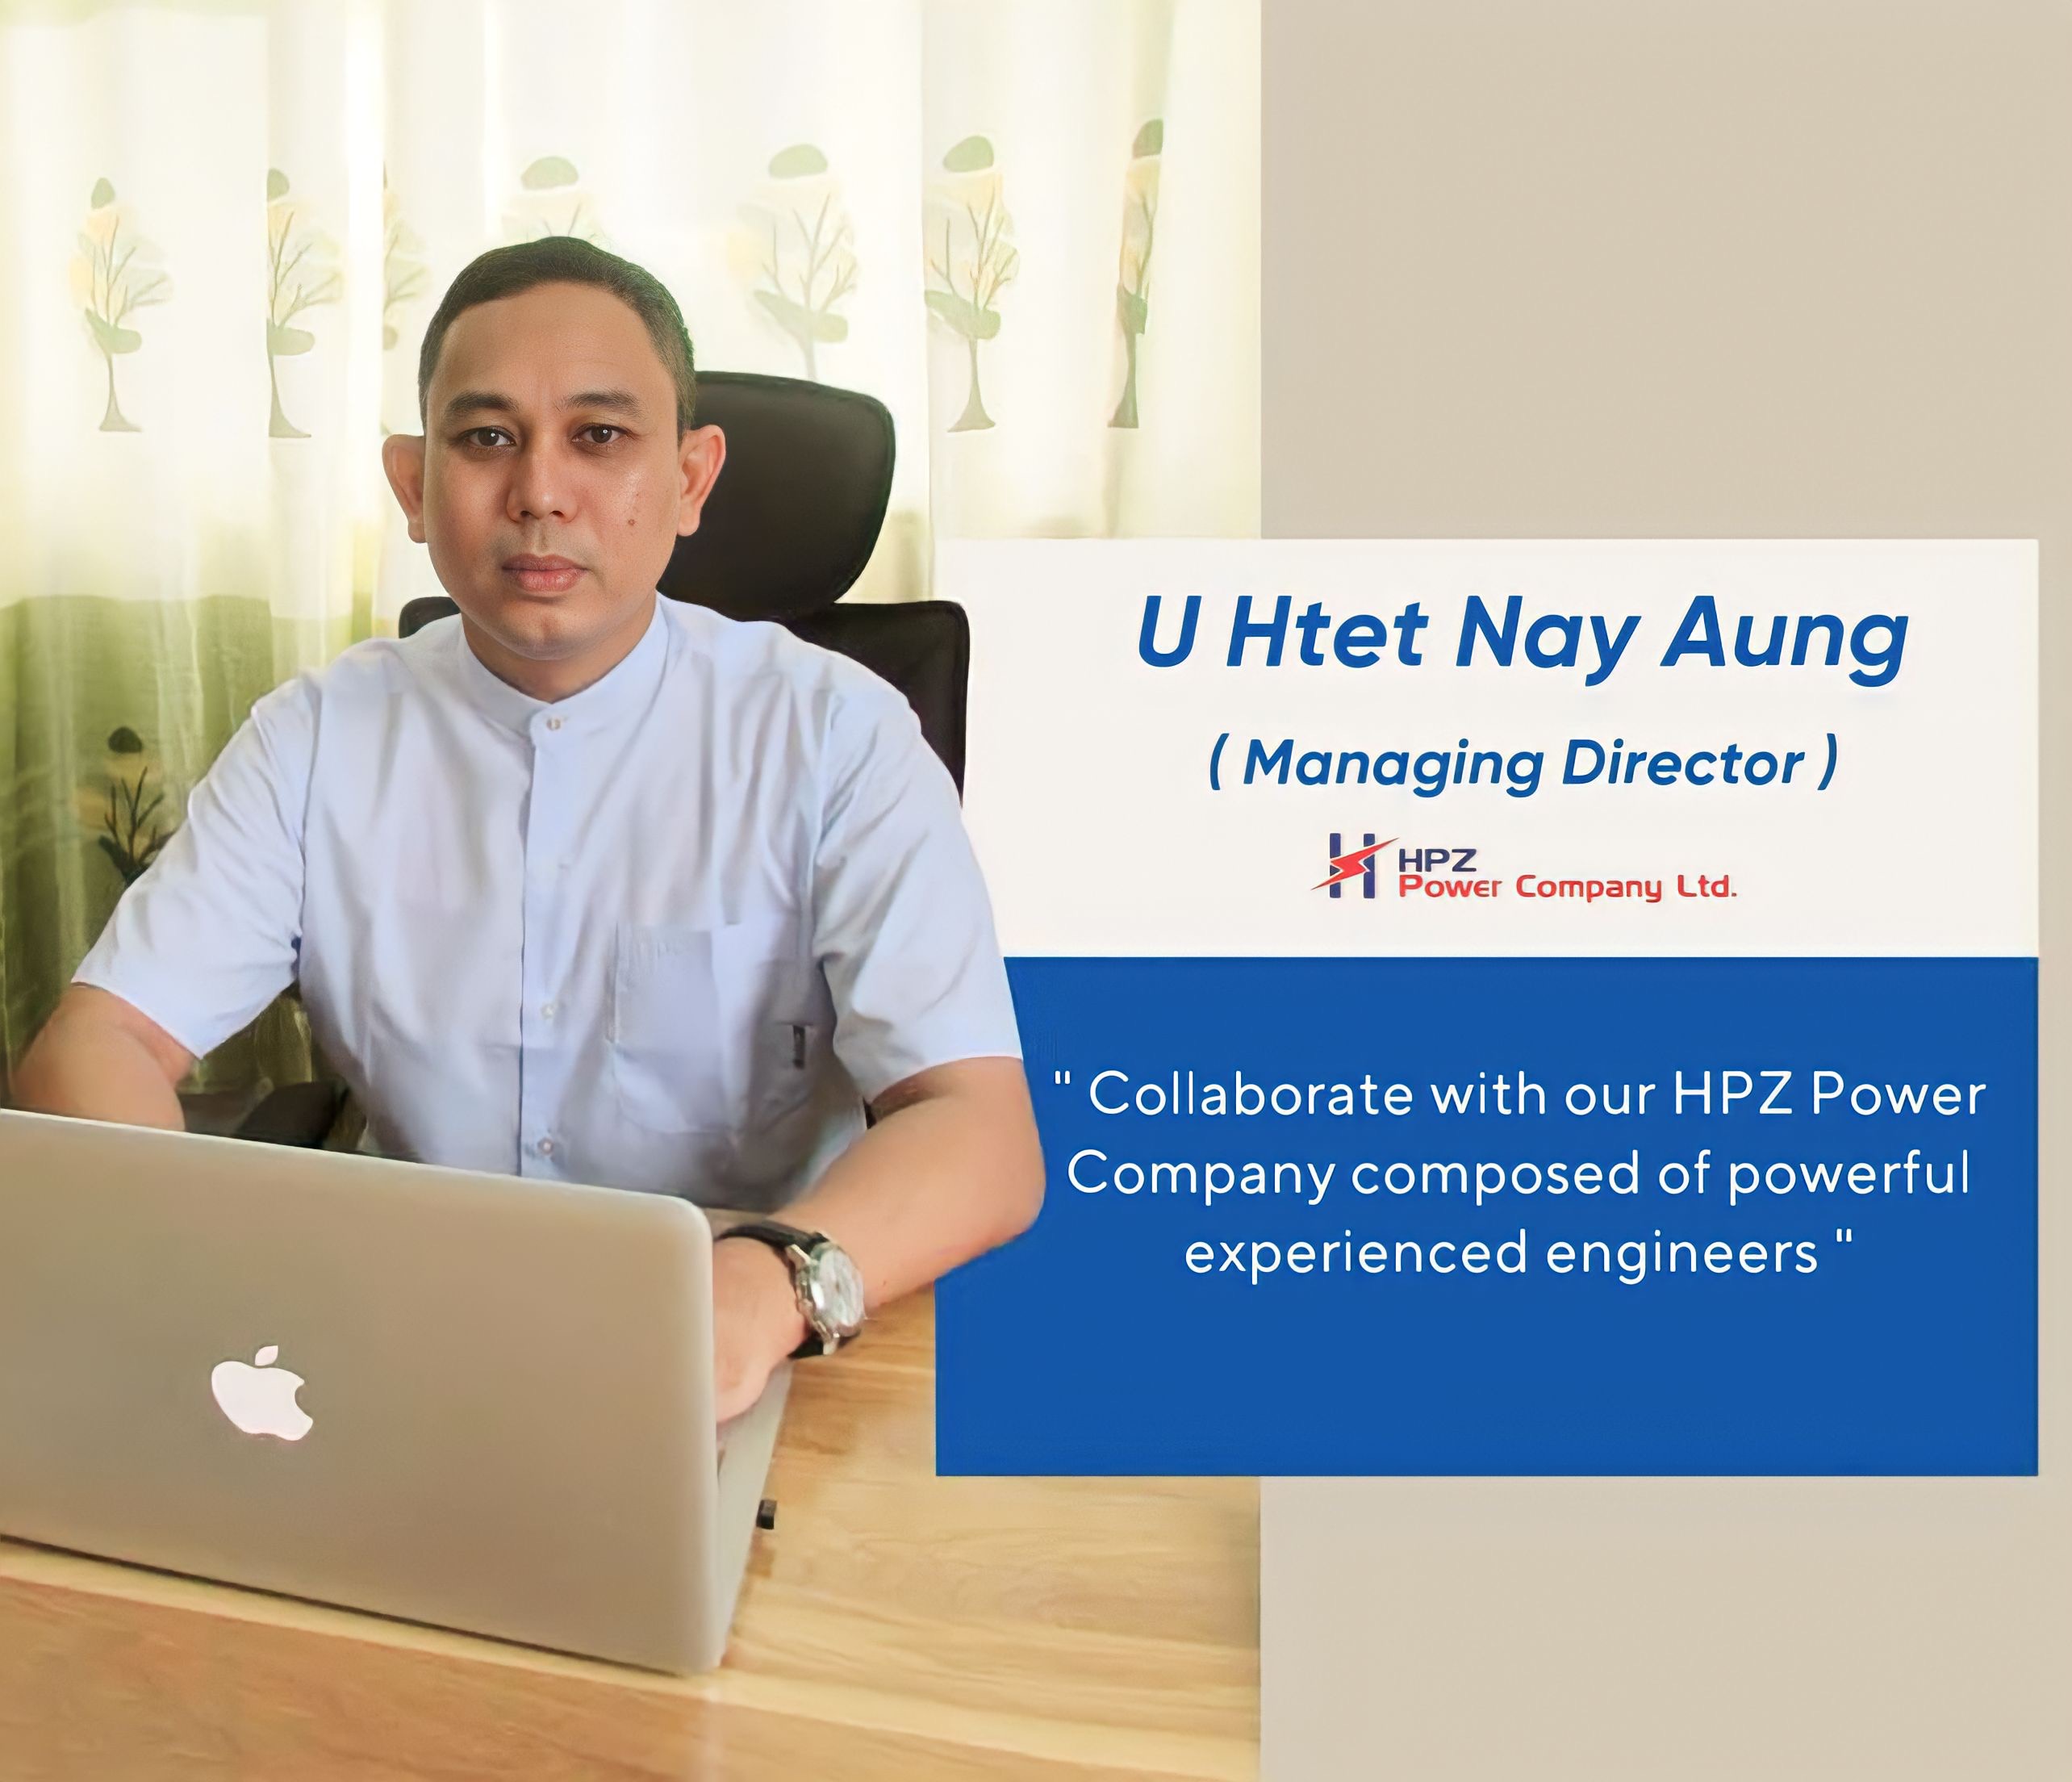 U Htet Nay Aung
( Managing Director )
HPZ
Power Company Ltd.
" Collaborate with our HPZ Power
Company composed of powerful
experienced engineers "